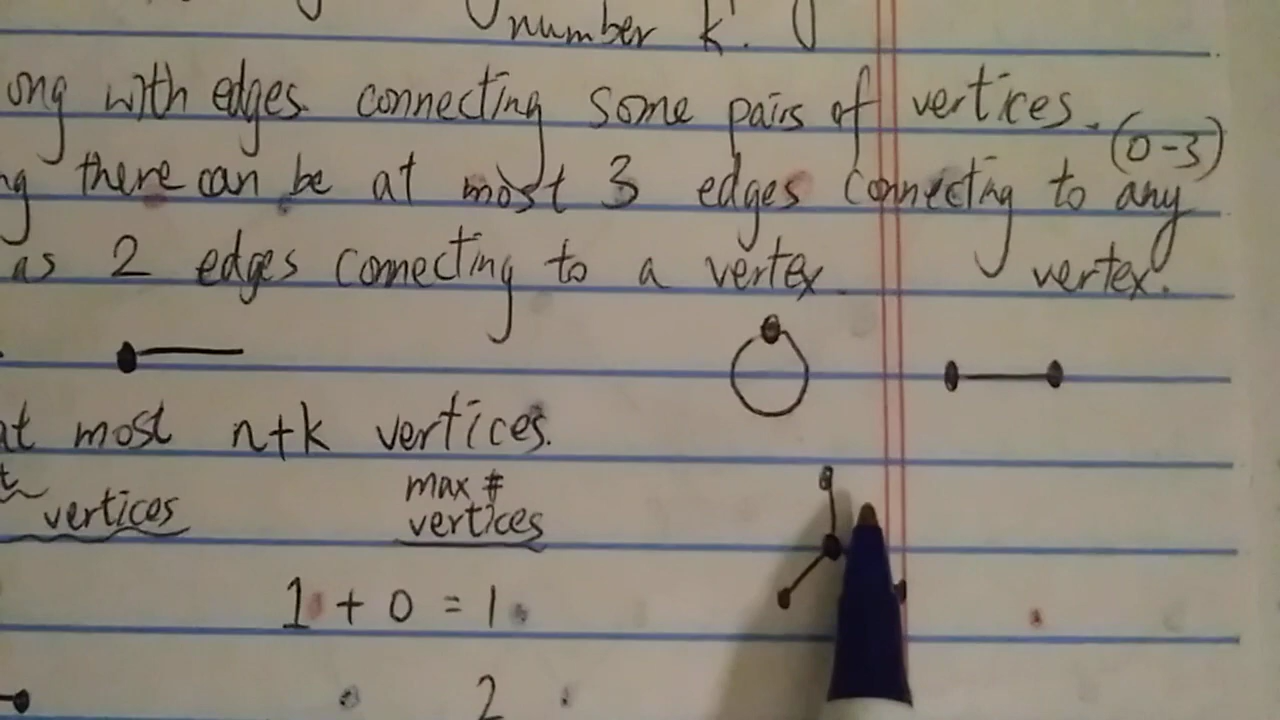 number k.
ong with edges connecting some pairs of vertices. (0-3)
ng there can be at most 3 edges connecting to any
as 2 edges connecting to a vertex. vertex.
at most n+k vertices.
vertices
max #
vertices
1 + 0 = 1
2